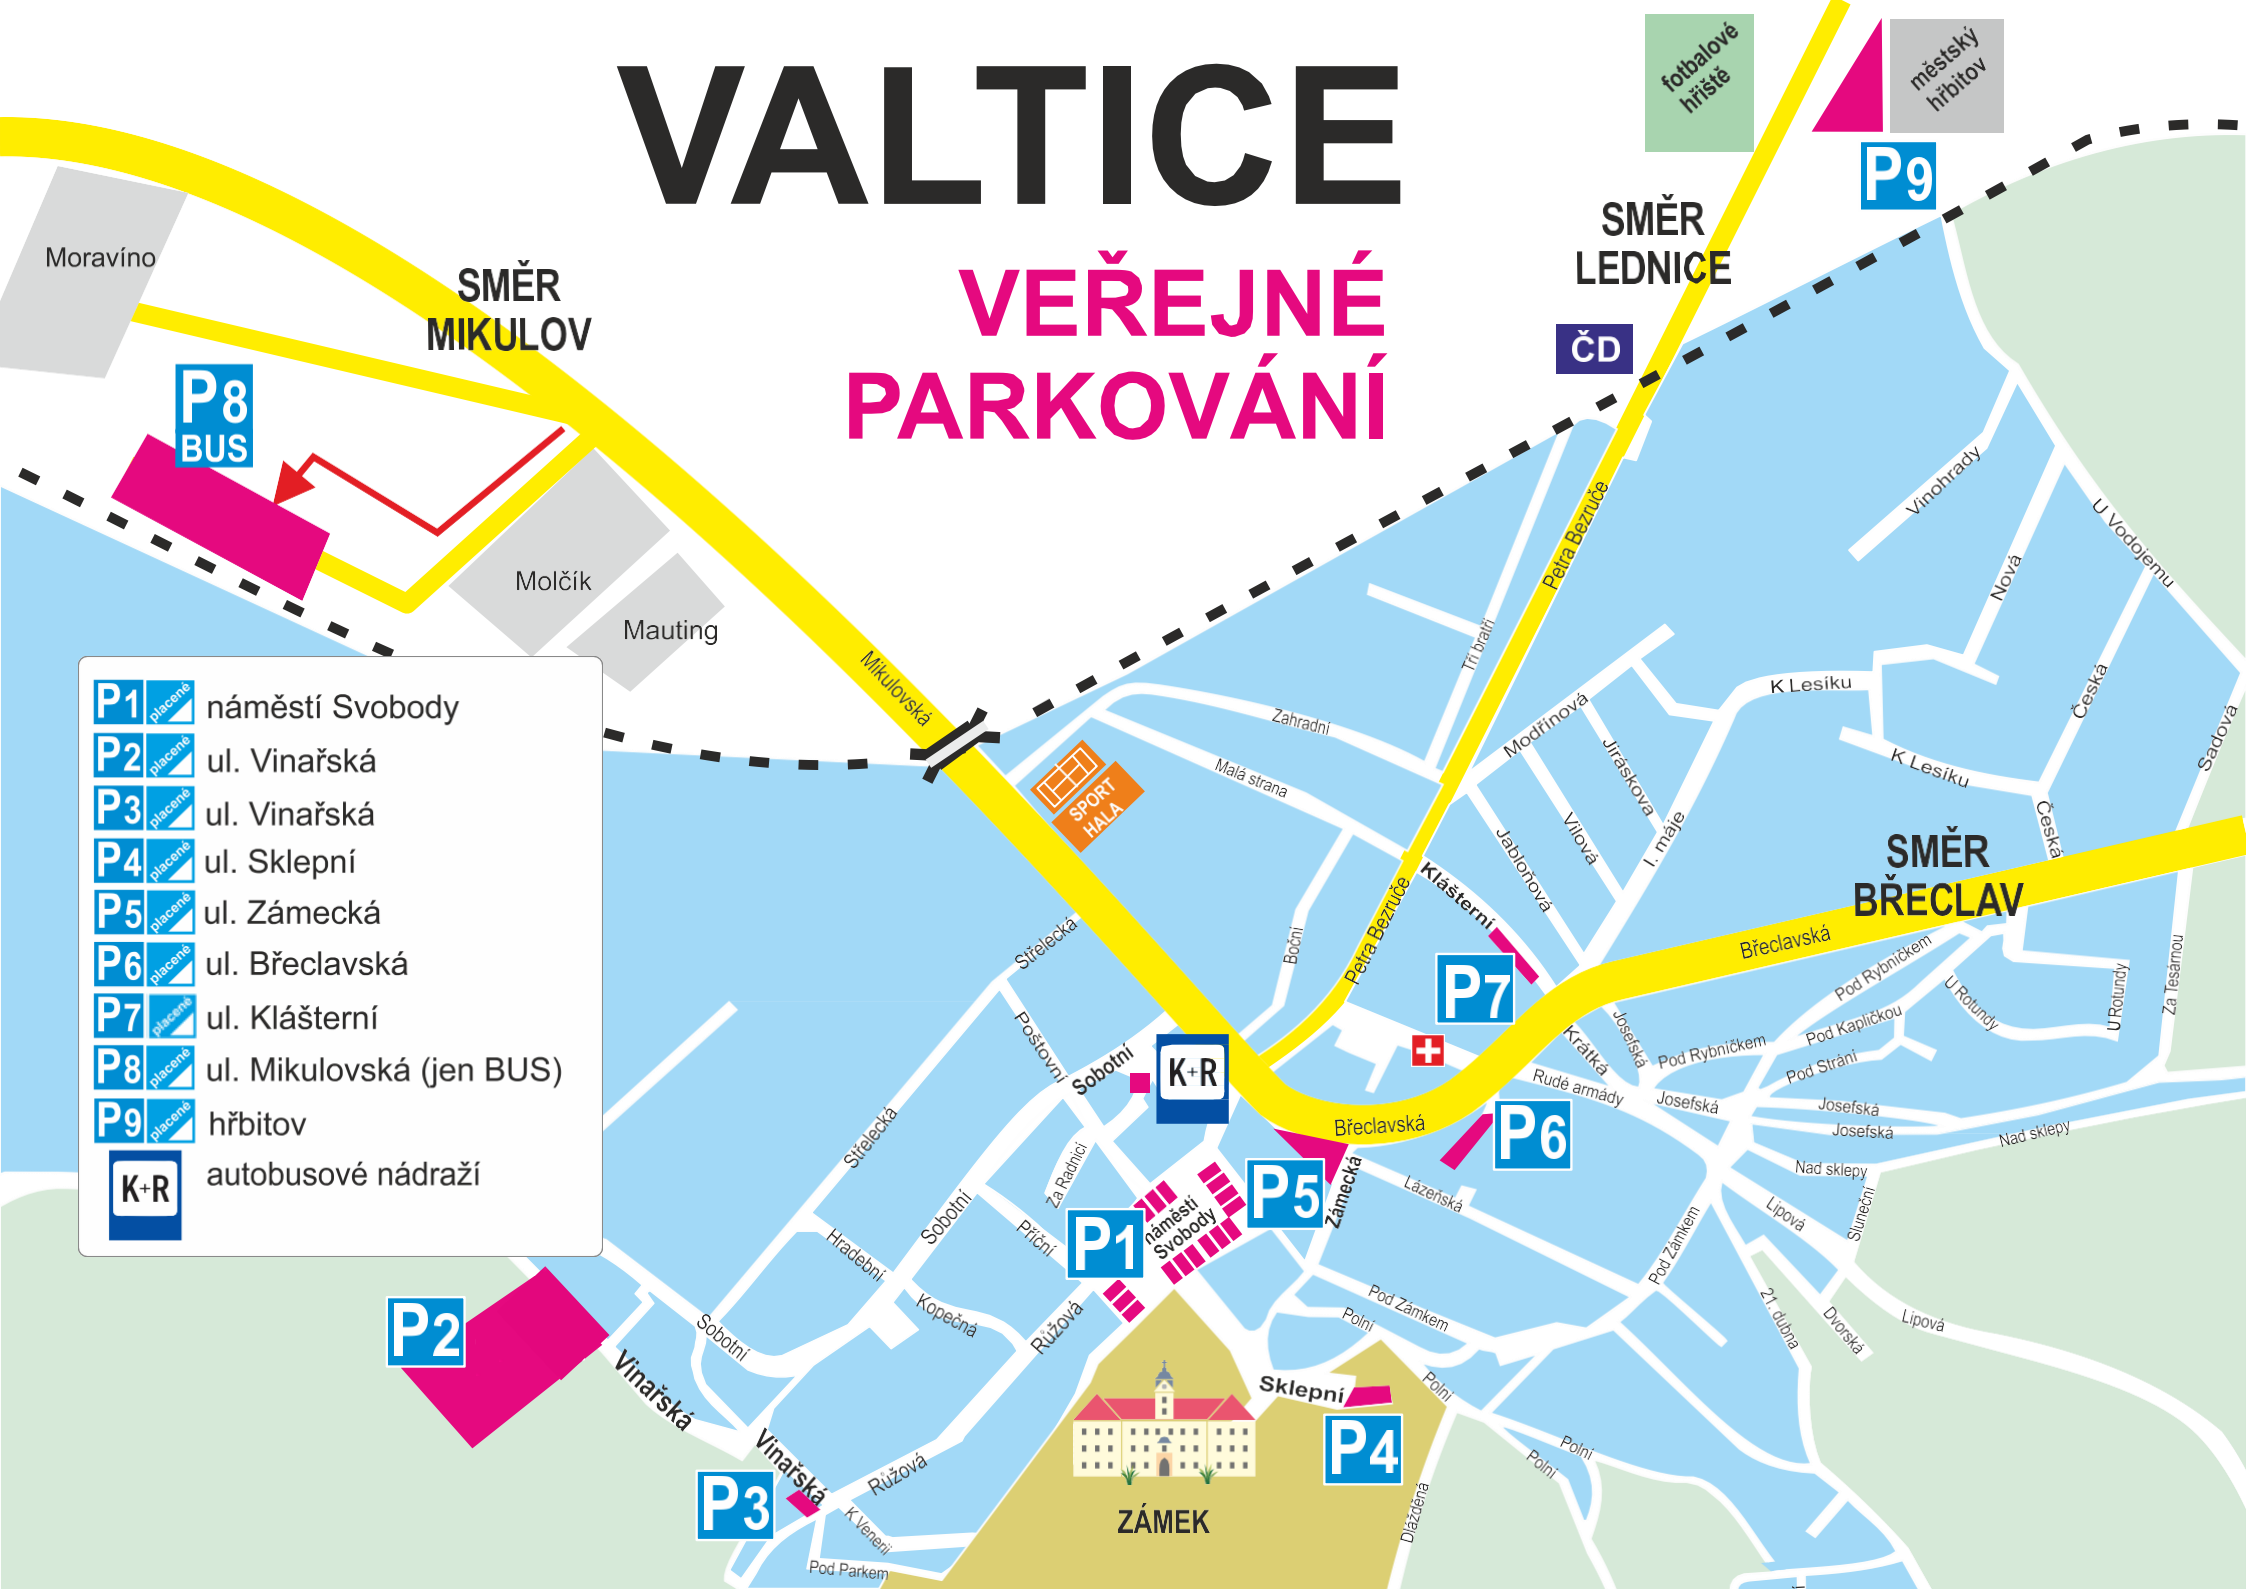 VALTICE
VEŘEJNÉ
PARKOVÁNÍ
fotbalové
hřiště
městský
hřbitov
P9
SMĚR
LEDNICE
ČD
Moravíno
SMĚR
MIKULOV
P8
BUS
Molčík
Mauting
Mikulovská
SPORT
HALA
Petra Bezruče
Tři bratři
Zahradní
Malá strana
Modřínová
Jiráskova
Vilová
Jabloňová
I. máje
K Lesíku
K Lesíku
Vinohrady
Nová
U Vodojemu
Česká
Česká
Sadová
SMĚR
BŘECLAV
Břeclavská
Klášterní
Petra Bezruče
Boční
P7
P1 placené náměstí Svobody
P2 placené ul. Vinařská
P3 placené ul. Vinařská
P4 placené ul. Sklepní
P5 placené ul. Zámecká
P6 placené ul. Břeclavská
P7 placené ul. Klášterní
P8 placené ul. Mikulovská (jen BUS)
P9 placené hřbitov
K+R autobusové nádraží
Střelecká
Poštovní
Sobotní
K+R
Střelecká
Za Radnicí
Sobotní
Příční
Hradební
Kopečná
Růžová
P1
náměstí
Svobody
P5
Zámecká
Břeclavská
P6
Lázeňská
Krátká
Josefská
Rudé armády
Pod Rybníčkem
Pod Rybníčkem
Pod Kapličkou
Pod Strání
U Rotundy
U Rotundy
Za Tesárnou
Josefská
Josefská
Josefská
Nad sklepy
Nad sklepy
Sluneční
Lipová
Lipová
Dvorská
21. dubna
Pod Zámkem
Pod Zámkem
Polní
Polní
Polní
Polní
Sklepní
P4
Dlážděná
ZÁMEK
P2
Sobotní
Vinařská
Vinařská
P3
Růžová
K Venerii
Pod Parkem